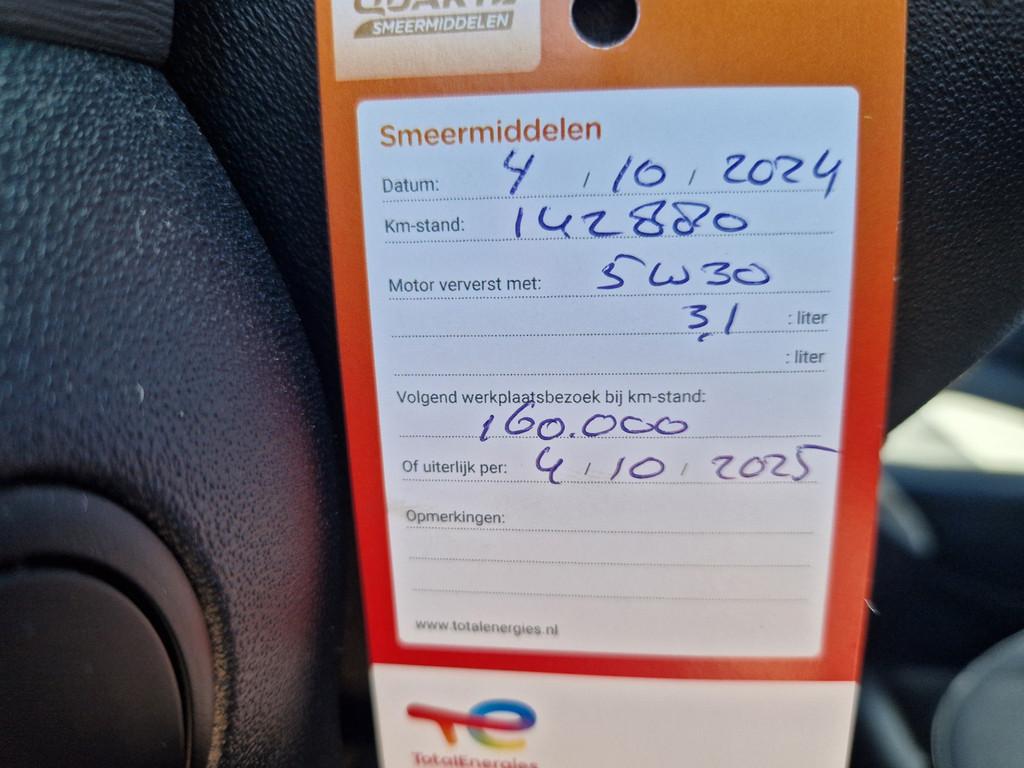 QUARTZ
SMEERMIDDELEN
Smeermiddelen
Datum: 4 / 10 / 2024
Km-stand: 142880
Motor ververst met: 5W30
3,1 : liter
: liter
Volgend werkplaatsbezoek bij km-stand:
160.000
Of uiterlijk per: 4 / 10 / 2025
Opmerkingen:
www.totalenergies.nl
TotalEnergies